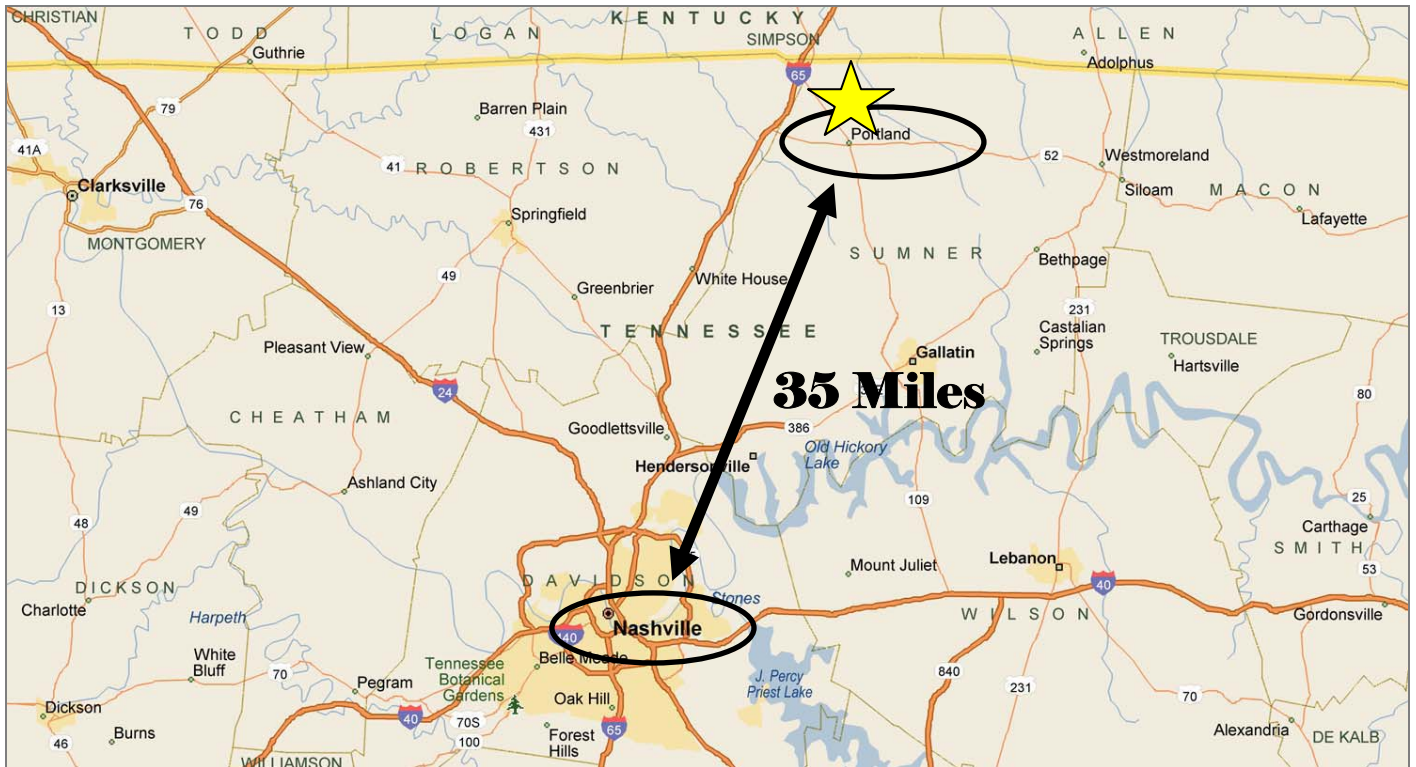 CHRISTIAN
KENTUCKY
TODD
LOGAN
SIMPSON
ALLEN
Guthrie
Adolphus
65
79
Barren Plain
431
Portland
41A
41
ROBERTSON
52
Westmoreland
Clarksville
Siloam
MACON
76
Springfield
Lafayette
MONTGOMERY
SUMNER
Bethpage
49
White House
Greenbrier
13
231
TENNESSEE
Castalian
Springs
TROUSDALE
Pleasant View
Gallatin
Hartsville
24
35 Miles
80
CHEATHAM
Goodlettsville
386
Old Hickory
Lake
Hendersonville
Ashland City
109
25
49
48
Carthage
SMITH
Mount Juliet
Lebanon
53
DAVIDSON
DICKSON
40
Charlotte
Stones
Harpeth
WILSON
Gordonsville
Nashville
440
White
Bluff
Belle Meade
Tennessee
Botanical
Gardens
70
J. Percy
Priest Lake
840
Pegram
231
70
Oak Hill
Dickson
40
70S
65
Alexandria
46
Burns
100
Forest
Hills
DE KALB
WILLIAMSON